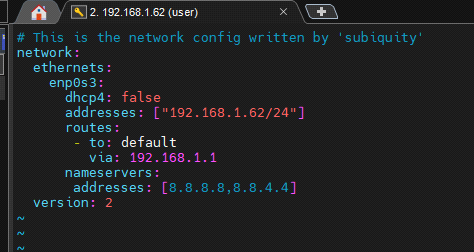 2. 192.168.1.62 (user)
# This is the network config written by 'subiquity'
network:
  ethernets:
    enp0s3:
      dhcp4: false
      addresses: ["192.168.1.62/24"]
      routes:
       - to: default
         via: 192.168.1.1
      nameservers:
       addresses: [8.8.8.8,8.8.4.4]
  version: 2
~
~
~